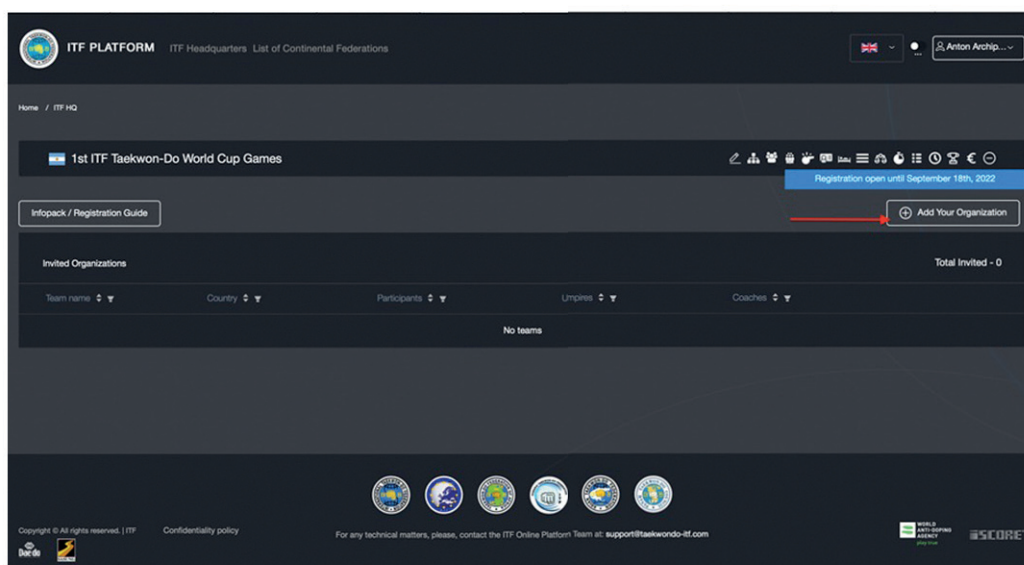 ITF PLATFORM ITF Headquarters List of Continental Federations
Anton Archip...
Home / ITF HQ
1st ITF Taekwon-Do World Cup Games
Registration open until September 18th, 2022
Infopack / Registration Guide
Add Your Organization
Invited Organizations Total Invited - 0
Team name Country Participants Umpires Coaches
No teams
Copyright © All rights reserved. | ITF Confidentiality policy
For any technical matters, please, contact the ITF Online Platform Team at: support@taekwondo-itf.com
WORLD
ANTI-DOPING
AGENCY
play true
Daedo
iSCORE